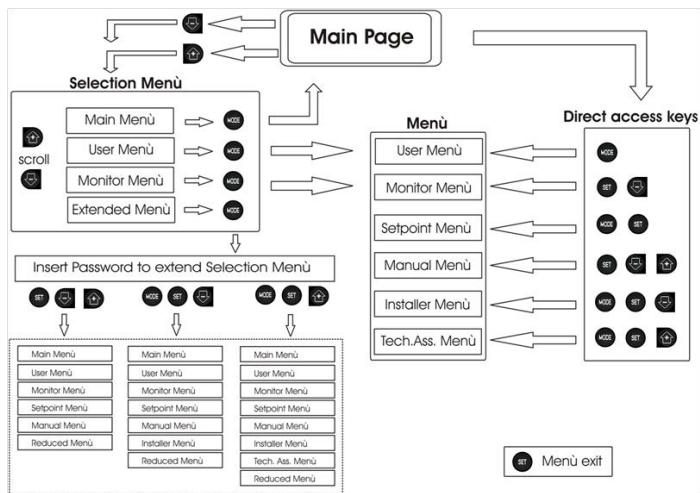 Main Page
Selection Menù
Main Menù MODE
User Menù MODE
Monitor Menù MODE
Extended Menù MODE
scroll
Insert Password to extend Selection Menù
SET
MODE SET
MODE SET
Main Menù
User Menù
Monitor Menù
Setpoint Menù
Manual Menù
Reduced Menù
Main Menù
User Menù
Monitor Menù
Setpoint Menù
Manual Menù
Installer Menù
Reduced Menù
Main Menù
User Menù
Monitor Menù
Setpoint Menù
Manual Menù
Installer Menù
Tech. Ass. Menù
Reduced Menù
Menù
User Menù
Monitor Menù
Setpoint Menù
Manual Menù
Installer Menù
Tech.Ass. Menù
Direct access keys
MODE
SET
MODE SET
SET
MODE SET
MODE SET
SET Menù exit